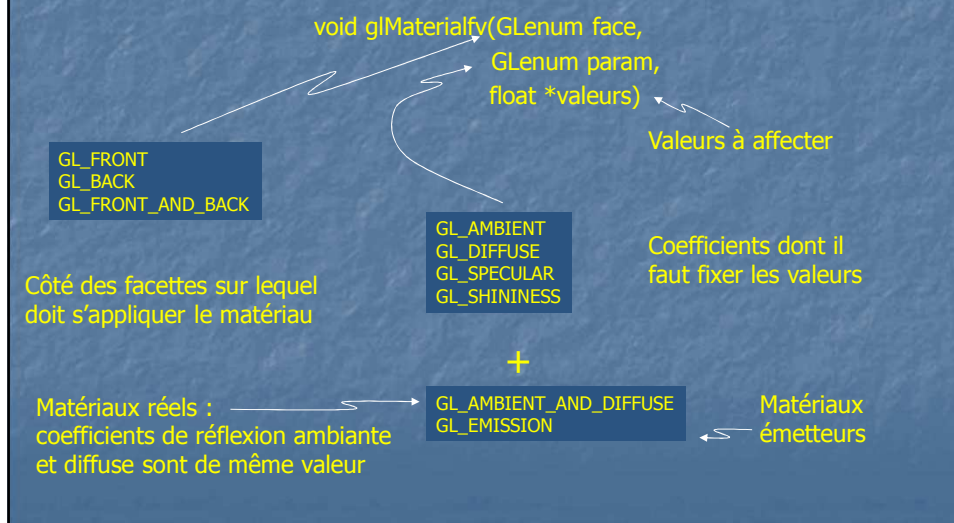 void glMaterialfv(GLenum face,
GLenum param,
float *valeurs)
Valeurs à affecter
GL_FRONT
GL_BACK
GL_FRONT_AND_BACK
Côté des facettes sur lequel
doit s’appliquer le matériau
GL_AMBIENT
GL_DIFFUSE
GL_SPECULAR
GL_SHININESS
Coefficients dont il
faut fixer les valeurs
+
Matériaux réels :
coefficients de réflexion ambiante
et diffuse sont de même valeur
GL_AMBIENT_AND_DIFFUSE
GL_EMISSION
Matériaux
émetteurs